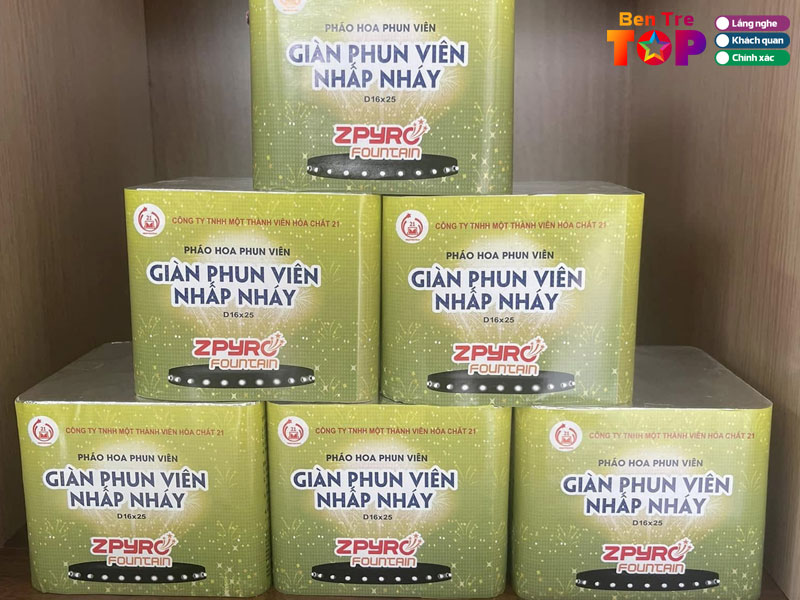 Ben Tre
TOP
Lắng nghe
Khách quan
Chính xác
PHÁO HOA PHUN VIÊN
GIÀN PHUN VIÊN
NHẤP NHÁY
D16x25
ZPYRO
FOUNTAIN
21
CÔNG TY TNHH MỘT THÀNH VIÊN HÓA CHẤT 21
PHÁO HOA PHUN VIÊN
GIÀN PHUN VIÊN
NHẤP NHÁY
D16x25
ZPYRO
FOUNTAIN
21
CÔNG TY TNHH MỘT THÀNH VIÊN HÓA CHẤT 21
PHÁO HOA PHUN VIÊN
GIÀN PHUN VIÊN
NHẤP NHÁY
D16x25
ZPYRO
FOUNTAIN
21
CÔNG TY TNHH MỘT THÀNH VIÊN HÓA CHẤT 21
PHÁO HOA PHUN VIÊN
GIÀN PHUN VIÊN
NHẤP NHÁY
D16x25
ZPYRO
FOUNTAIN
21
CÔNG TY TNHH MỘT THÀNH VIÊN HÓA CHẤT 21
PHÁO HOA PHUN VIÊN
GIÀN PHUN VIÊN
NHẤP NHÁY
D16x25
ZPYRO
FOUNTAIN
21
CÔNG TY TNHH MỘT THÀNH VIÊN HÓA CHẤT 21
PHÁO HOA PHUN VIÊN
GIÀN PHUN VIÊN
NHẤP NHÁY
D16x25
ZPYRO
FOUNTAIN